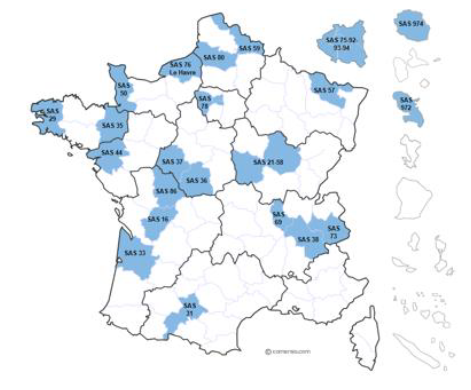 SAS 974
SAS 75-92-
93-94
SAS 59
SAS 80
SAS 76
Le Havre
SAS 57
SAS
50
SAS
78
SAS
972
SAS
29
SAS 35
SAS 44
SAS 37
SAS 21-58
SAS 36
SAS 86
SAS 16
SAS
69
SAS
73
SAS 38
SAS 33
SAS
31
©comersis.com